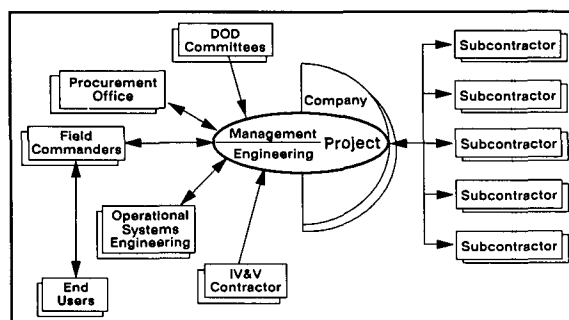 DOD
Committees
Procurement
Office
Company
Subcontractor
Subcontractor
Field
Commanders
Management
Engineering
Project
Subcontractor
Operational
Systems
Engineering
Subcontractor
End
Users
IV&V
Contractor
Subcontractor